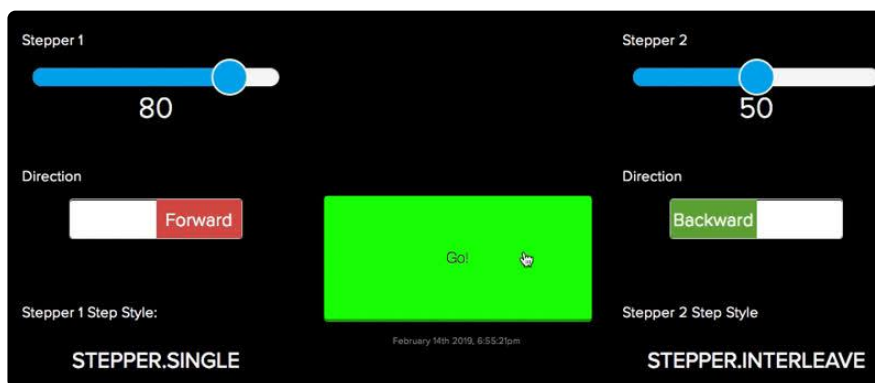 Stepper 1
80
Direction
Forward
Stepper 1 Step Style:
STEPPER.SINGLE
Go!
February 14th 2019, 6:55:21pm
Stepper 2
50
Direction
Backward
Stepper 2 Step Style
STEPPER.INTERLEAVE